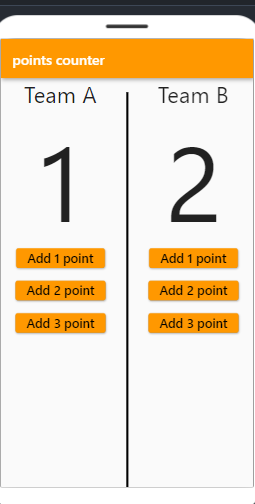 points counter
Team A
1
Add 1 point
Add 2 point
Add 3 point
Team B
2
Add 1 point
Add 2 point
Add 3 point